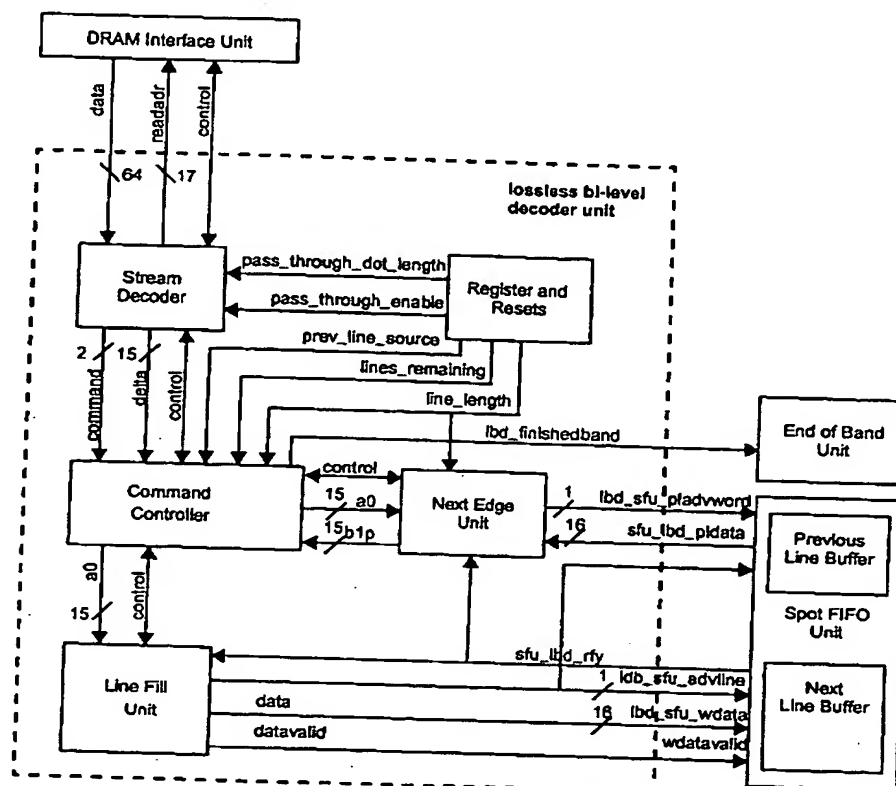 DRAM Interface Unit
data
readadr
control
64
17
lossless bi-level
decoder unit
Stream
Decoder
pass_through_dot_length
pass_through_enable
Register and
Resets
prev_line_source
lines_remaining
line_length
2
15
command
delta
control
lbd_finishedband
End of Band
Unit
Command
Controller
control
15
a0
15
b1p
Next Edge
Unit
1
lbd_sfu_pladvword
16
sfu_lbd_pldata
Previous
Line Buffer
Spot FIFO
Unit
a0
15
control
sfu_lbd_rfy
Line Fill
Unit
1
ldb_sfu_advline
data
16
lbd_sfu_wdata
datavalid
wdatavalid
Next
Line Buffer